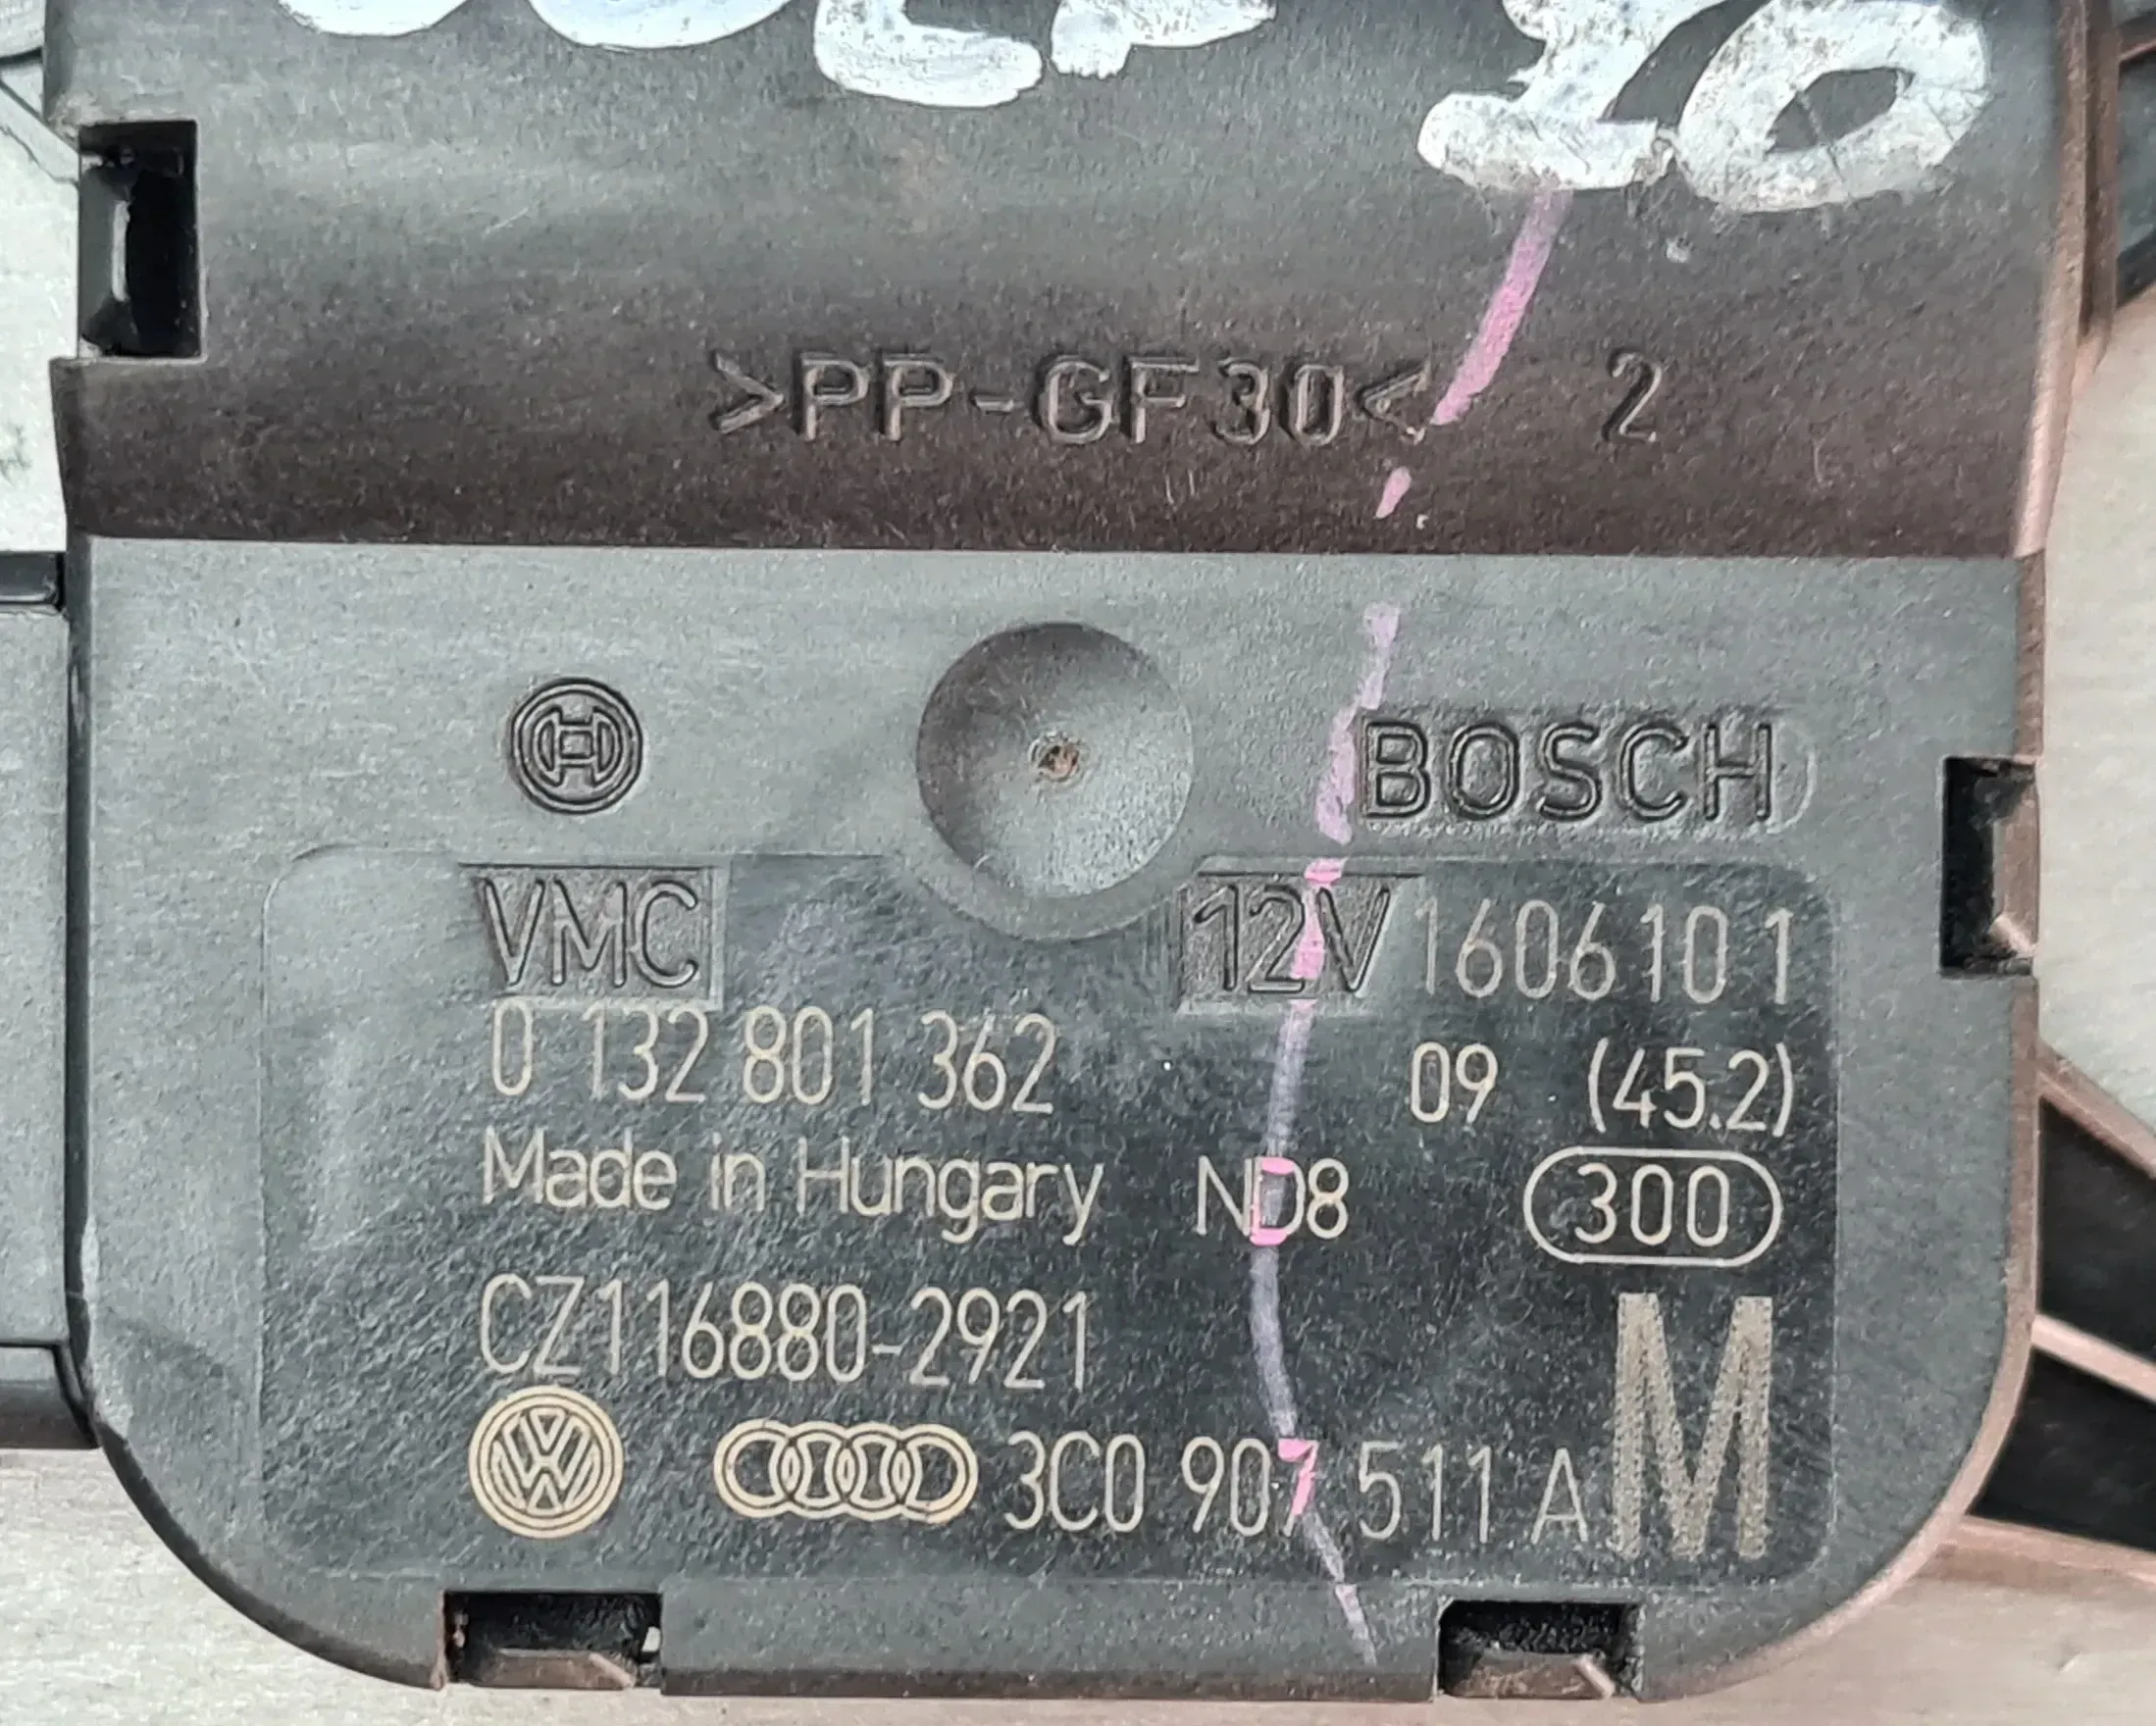 >PP-GF30< 2
BOSCH
VMC 12V 1606101
0 132 801 362 09 (45.2)
Made in Hungary ND8 300
CZ116880-2921
3C0 907 511 A M